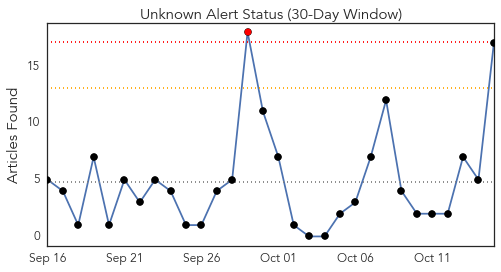 Unknown Alert Status (30-Day Window)
Articles Found
15
10
5
0
Sep 16 Sep 21 Sep 26 Oct 01 Oct 06 Oct 11